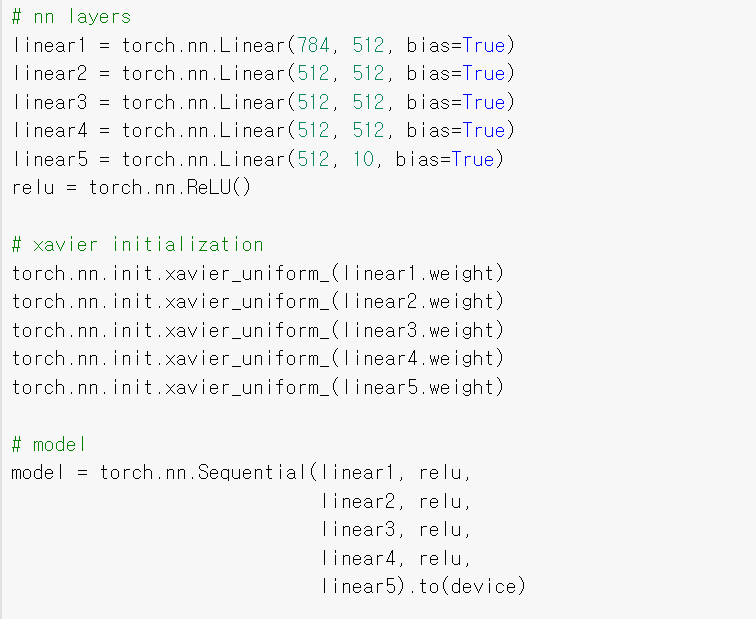 # nn layers
linear1 = torch.nn.Linear(784, 512, bias=True)
linear2 = torch.nn.Linear(512, 512, bias=True)
linear3 = torch.nn.Linear(512, 512, bias=True)
linear4 = torch.nn.Linear(512, 512, bias=True)
linear5 = torch.nn.Linear(512, 10, bias=True)
relu = torch.nn.ReLU()

# xavier initialization
torch.nn.init.xavier_uniform_(linear1.weight)
torch.nn.init.xavier_uniform_(linear2.weight)
torch.nn.init.xavier_uniform_(linear3.weight)
torch.nn.init.xavier_uniform_(linear4.weight)
torch.nn.init.xavier_uniform_(linear5.weight)

# model
model = torch.nn.Sequential(linear1, relu,
                            linear2, relu,
                            linear3, relu,
                            linear4, relu,
                            linear5).to(device)